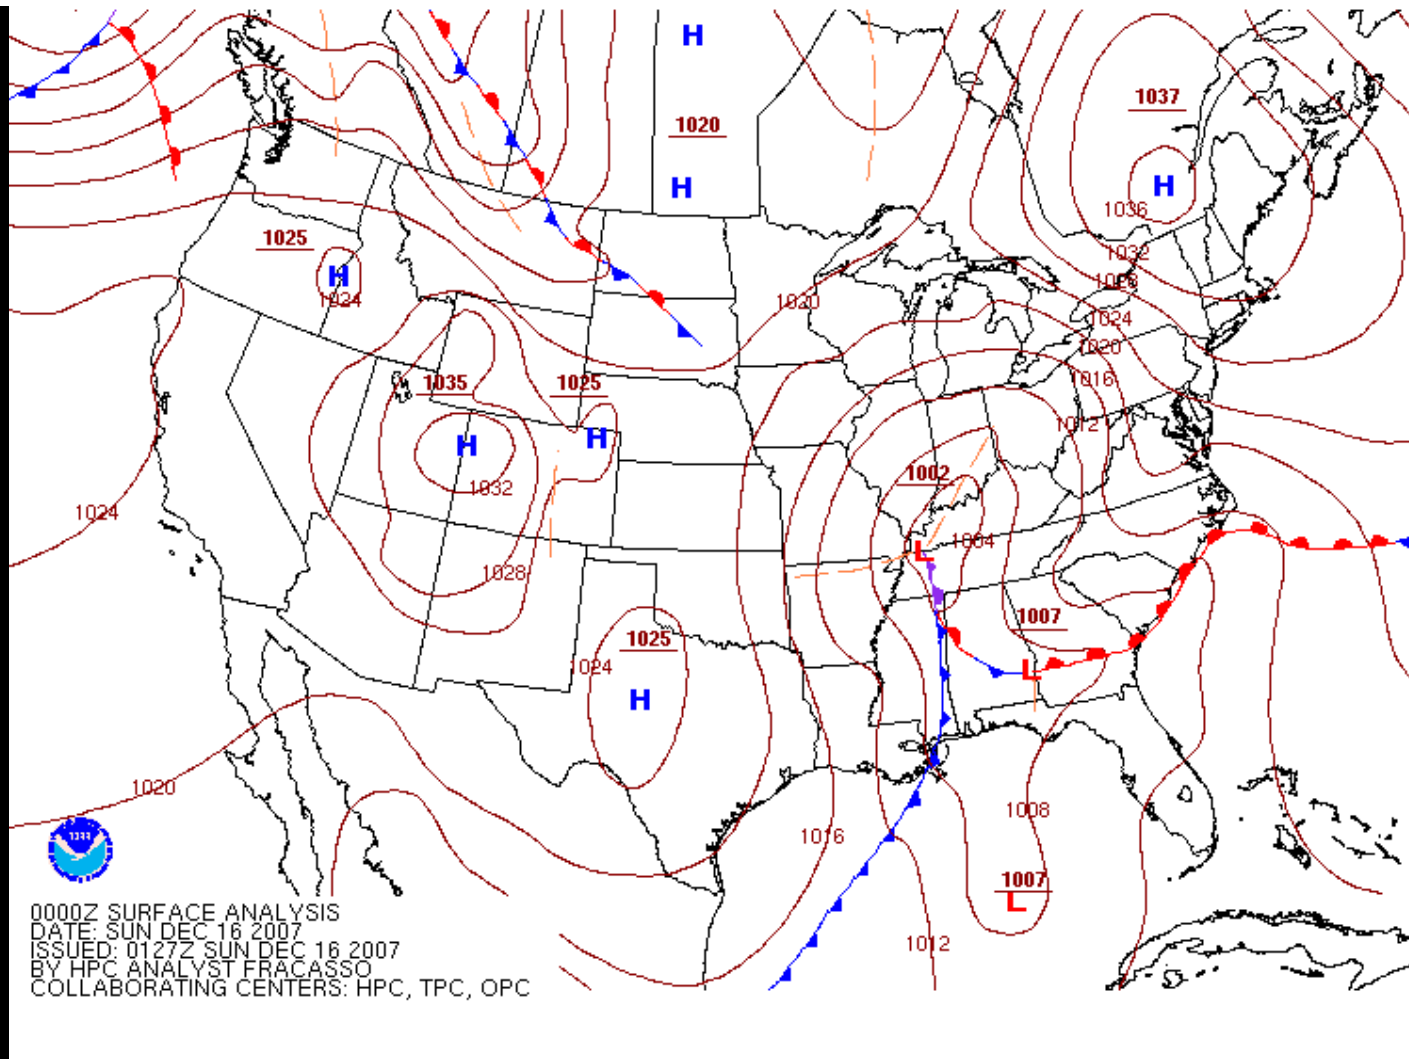 H
1037
1020
H
H
1036
1025
H
1024
1032
1028
1020
1024
1020
1035
1025
1016
H
H
1012
1002
1032
1024
L
1004
1028
1007
1025
1024
L
H
1020
1008
1016
1007
L
1012
0000Z SURFACE ANALYSIS
DATE: SUN DEC 16 2007
ISSUED: 0127Z SUN DEC 16 2007
BY HPC ANALYST FRACASSO
COLLABORATING CENTERS: HPC, TPC, OPC